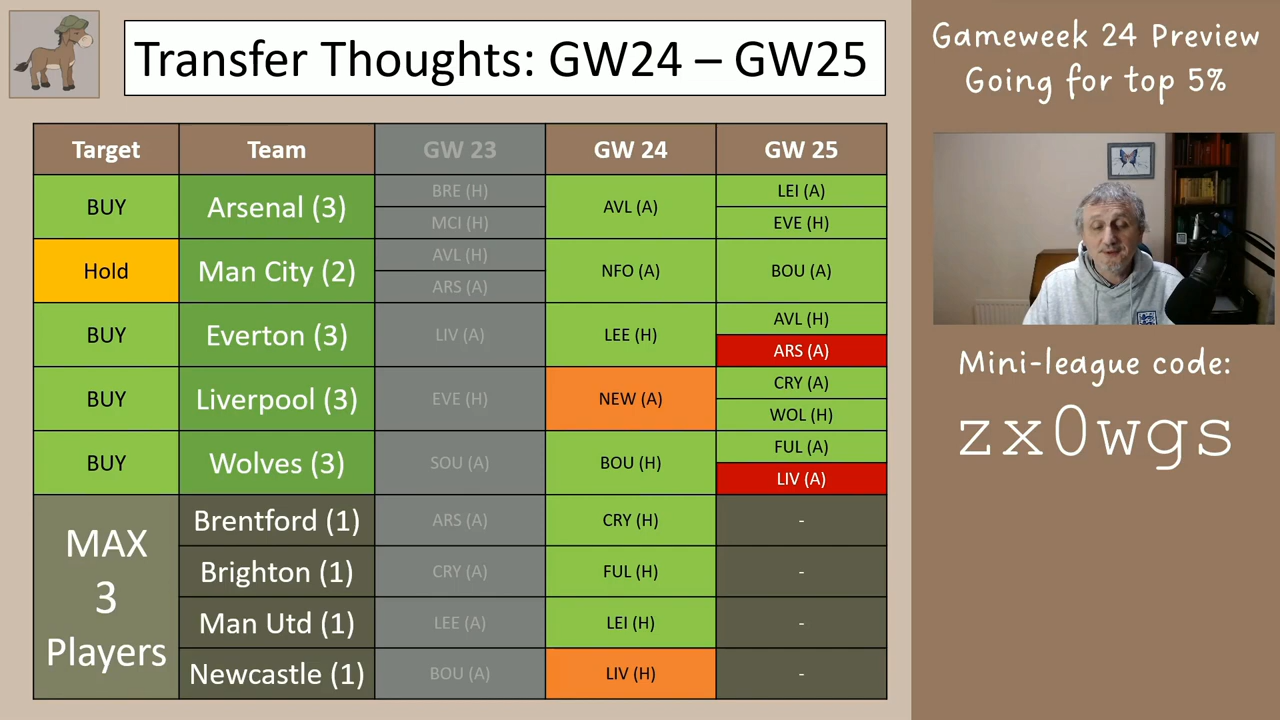 Transfer Thoughts: GW24 – GW25
Gameweek 24 Preview
Going for top 5%
Mini-league code:
zx0wgs
Target Team GW 23 GW 24 GW 25
BUY Arsenal (3) BRE (H) MCI (H) AVL (A) LEI (A) EVE (H)
Hold Man City (2) AVL (H) ARS (A) NFO (A) BOU (A)
BUY Everton (3) LIV (A) LEE (H) AVL (H) ARS (A)
BUY Liverpool (3) EVE (H) NEW (A) CRY (A) WOL (H)
BUY Wolves (3) SOU (A) BOU (H) FUL (A) LIV (A)
MAX
3
Players
Brentford (1) ARS (A) CRY (H) -
Brighton (1) CRY (A) FUL (H) -
Man Utd (1) LEE (A) LEI (H) -
Newcastle (1) BOU (A) LIV (H) -